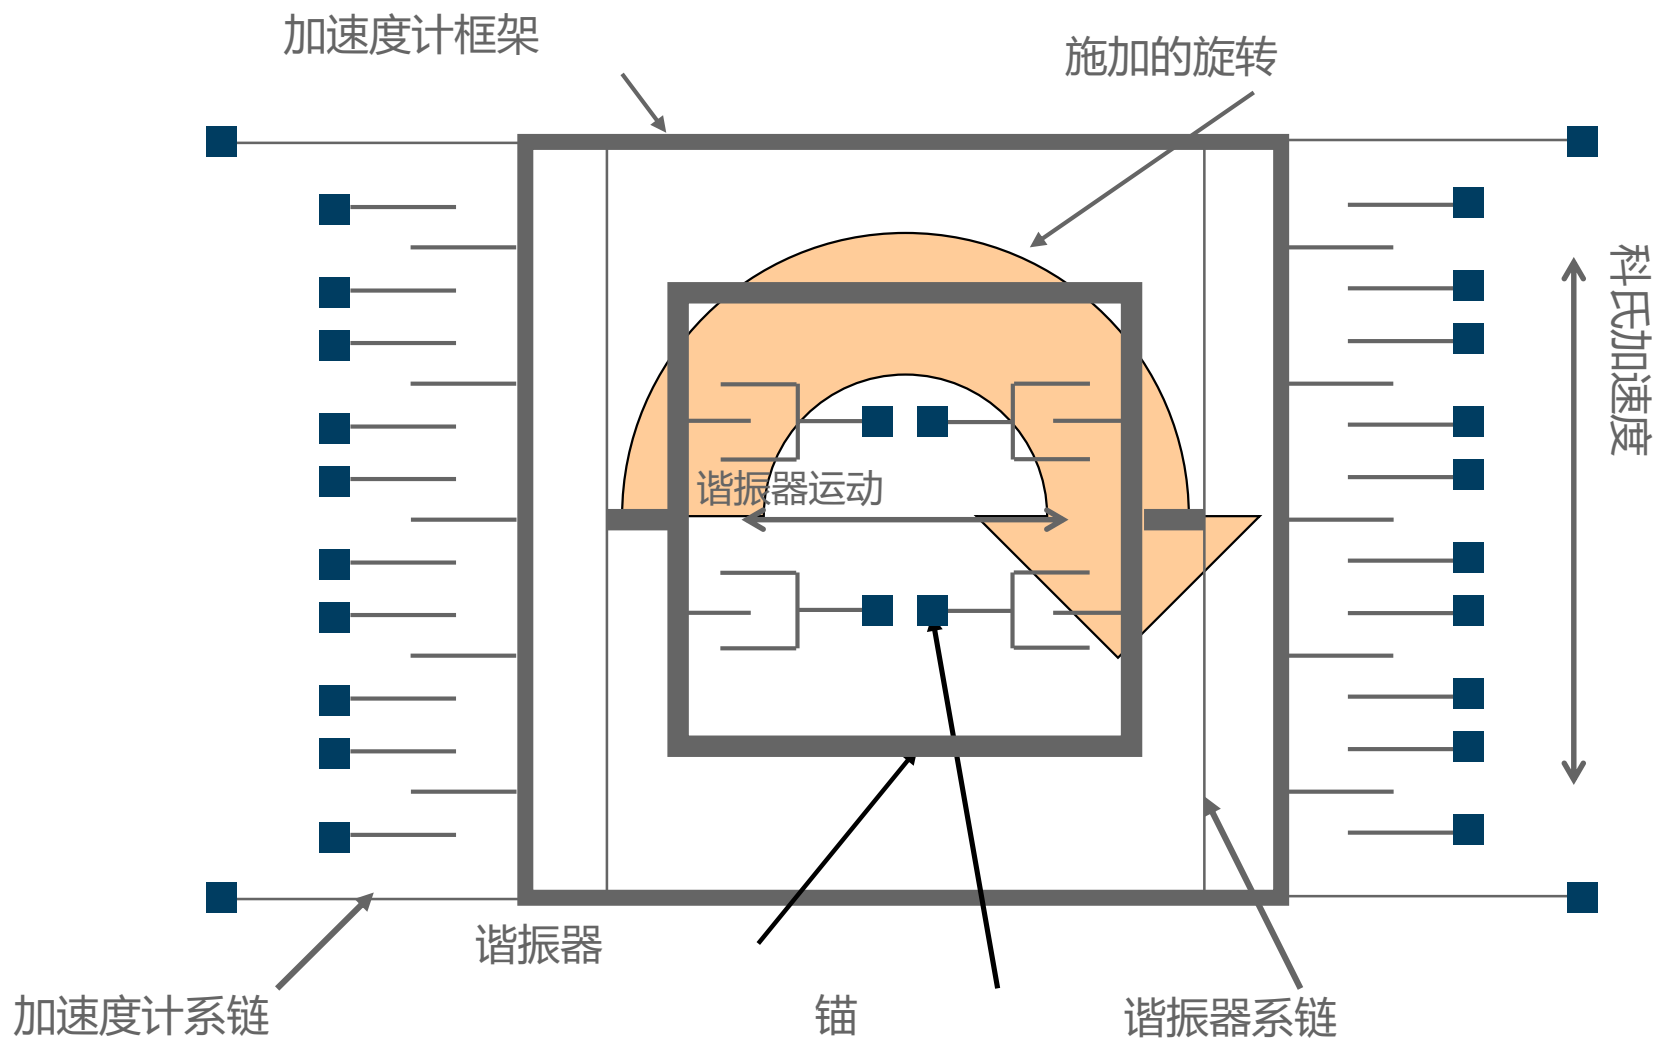 加速度计框架
施加的旋转
科氏加速度
谐振器运动
谐振器
加速度计系链
锚
谐振器系链